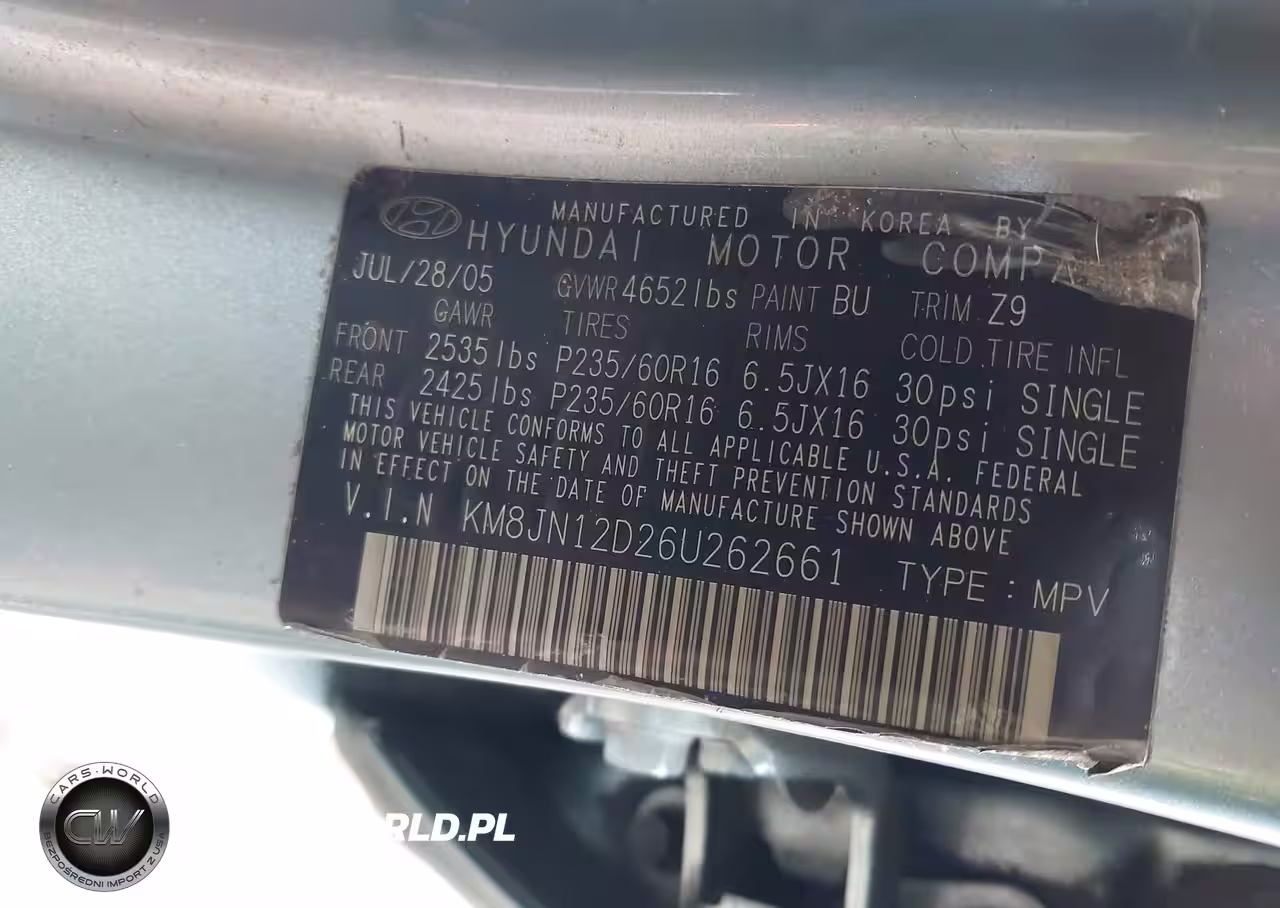 MANUFACTURED IN KOREA BY
HYUNDAI MOTOR COMPA
JUL/28/05 GVWR 4652lbs PAINT BU TRIM Z9
GAWR TIRES RIMS COLD TIRE INFL
FRONT 2535lbs P235/60R16 6.5JX16 30psi SINGLE
REAR 2425lbs P235/60R16 6.5JX16 30psi SINGLE
THIS VEHICLE CONFORMS TO ALL APPLICABLE U.S.A. FEDERAL
MOTOR VEHICLE SAFETY AND THEFT PREVENTION STANDARDS
IN EFFECT ON THE DATE OF MANUFACTURE SHOWN ABOVE
V.I.N KM8JN12D26U262661 TYPE : MPV
CARS-WORLD
CW
BEZPOŚREDNI IMPORT Z USA
RLD.PL